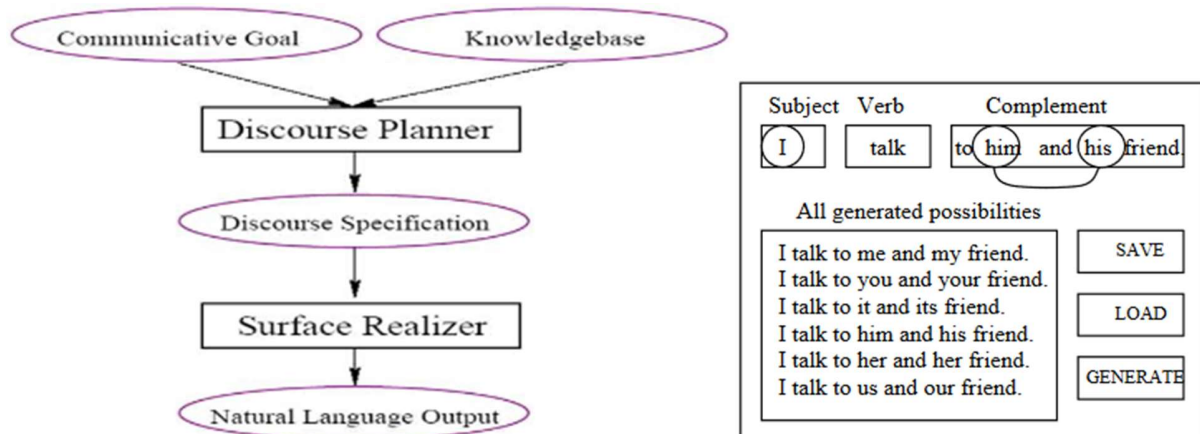 Communicative Goal
Knowledgebase
Discourse Planner
Discourse Specification
Surface Realizer
Natural Language Output
Subject Verb Complement
I talk to him and his friend.
All generated possibilities
I talk to me and my friend.
I talk to you and your friend.
I talk to it and its friend.
I talk to him and his friend.
I talk to her and her friend.
I talk to us and our friend.
SAVE
LOAD
GENERATE